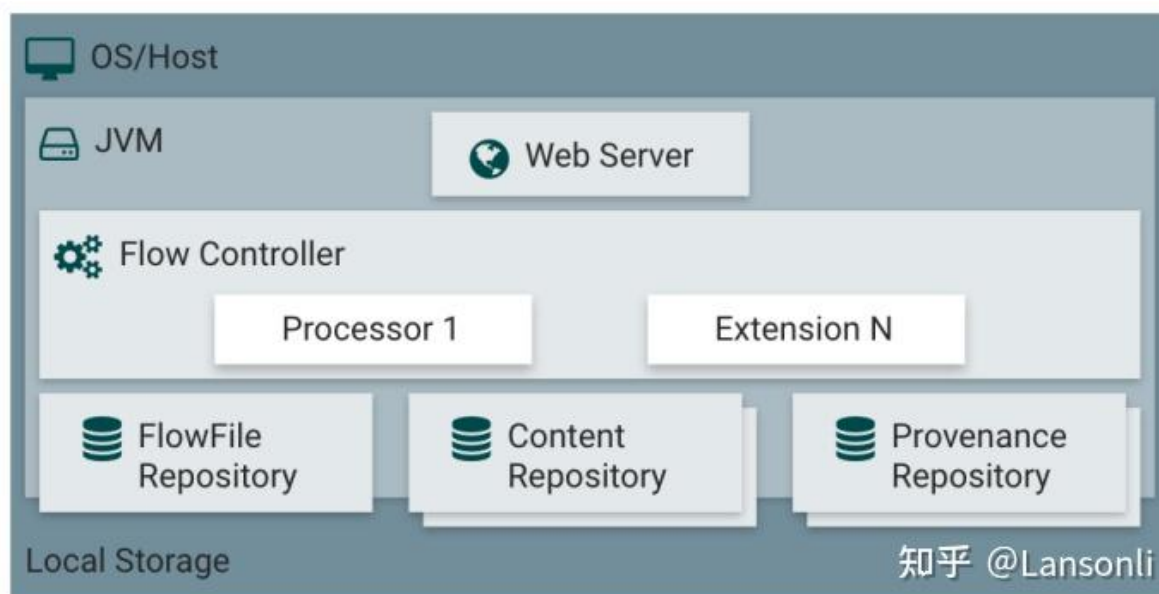 OS/Host
JVM
Web Server
Flow Controller
Processor 1
Extension N
FlowFile
Repository
Content
Repository
Provenance
Repository
Local Storage
知乎 @Lansonli